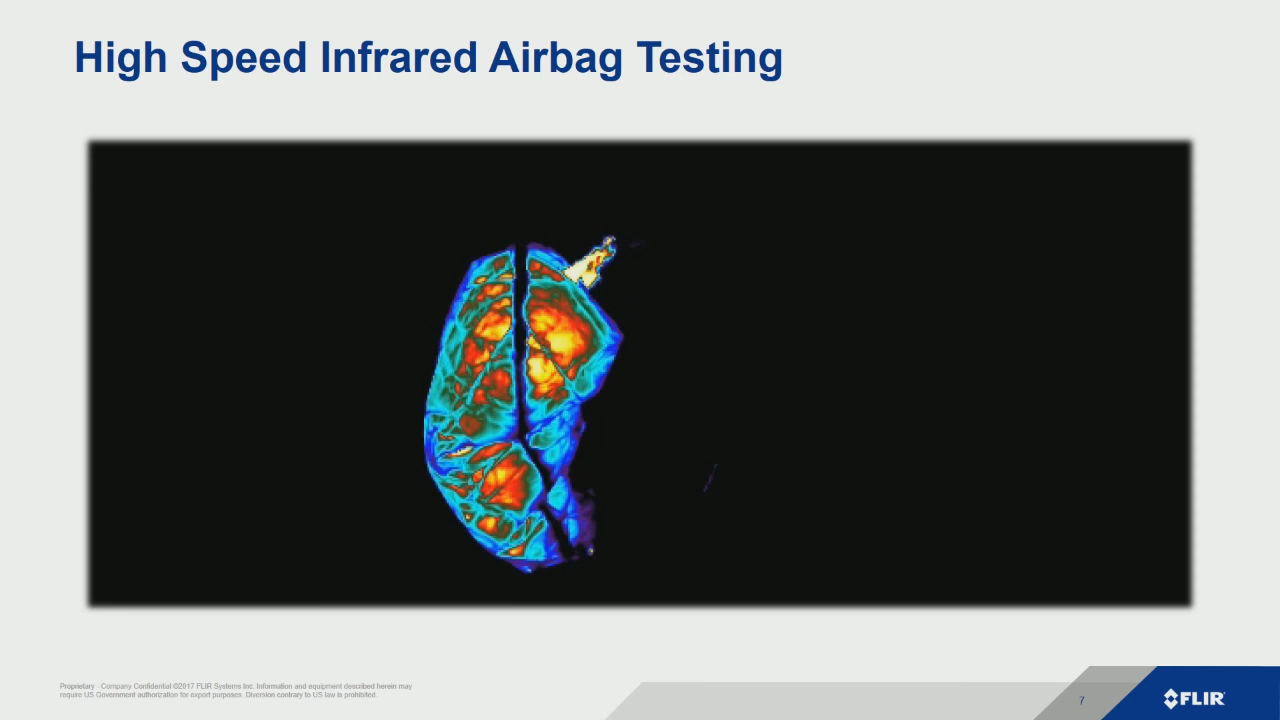 High Speed Infrared Airbag Testing
Proprietary - Company Confidential ©2017 FLIR Systems Inc. Information and equipment described herein may
require US Government authorization for export purposes. Diversion contrary to US law is prohibited.
7
FLIR